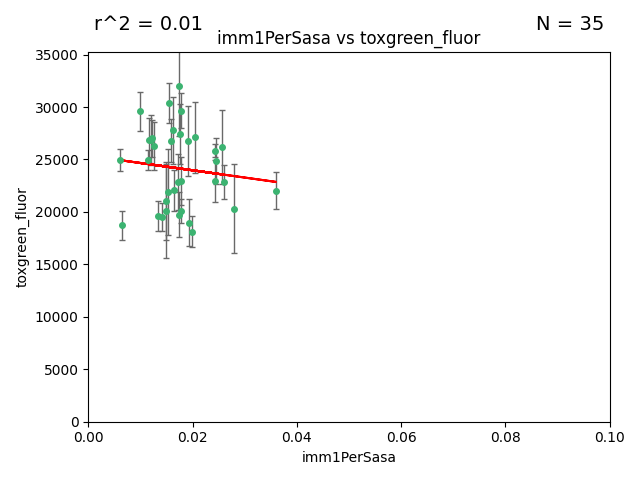 r^2 = 0.01
N = 35
imm1PerSasa vs toxgreen_fluor
35000
30000
25000
20000
15000
10000
5000
0
toxgreen_fluor
0.00 0.02 0.04 0.06 0.08 0.10
imm1PerSasa